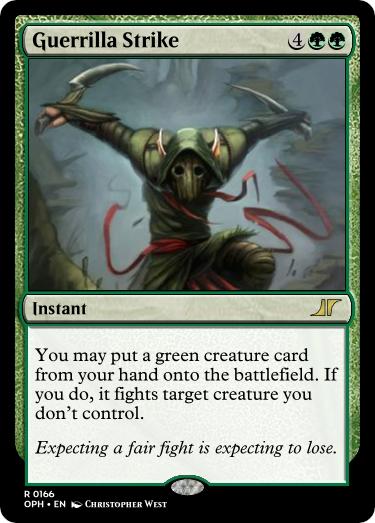 Guerrilla Strike 4
Instant
You may put a green creature card
from your hand onto the battlefield. If
you do, it fights target creature you
don't control.
Expecting a fair fight is expecting to lose.
R 0166
OPH • EN Christopher West